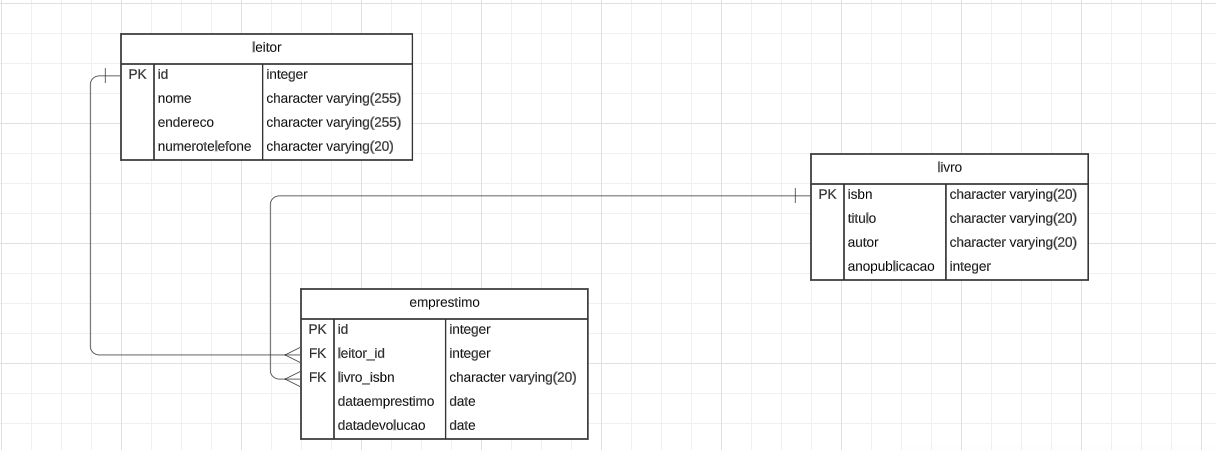 leitor
PK id integer
nome character varying(255)
endereco character varying(255)
numerotelefone character varying(20)
livro
PK isbn character varying(20)
titulo character varying(20)
autor character varying(20)
anopublicacao integer
emprestimo
PK id integer
FK leitor_id integer
FK livro_isbn character varying(20)
dataemprestimo date
datadevolucao date